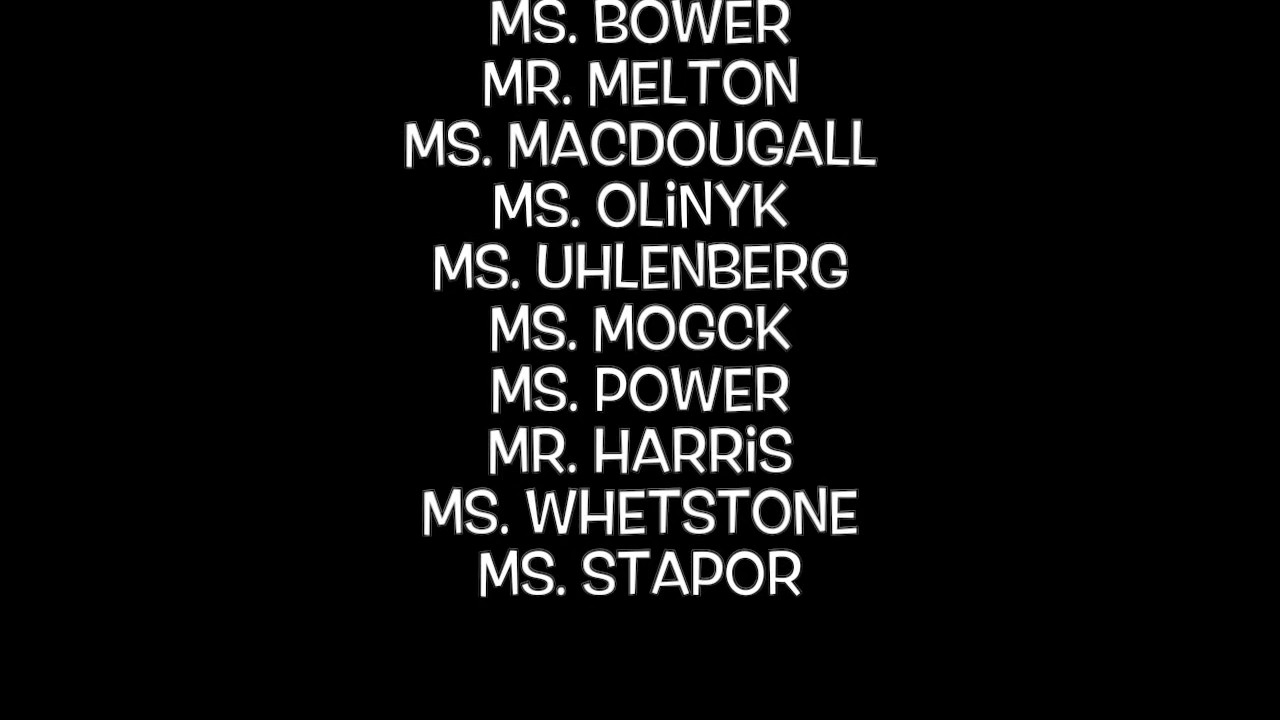 MS. BOWER
MR. MELTON
MS. MACDOUGALL
MS. OLiNYK
MS. UHLENBERG
MS. MOGCK
MS. POWER
MR. HARRiS
MS. WHETSTONE
MS. STAPOR